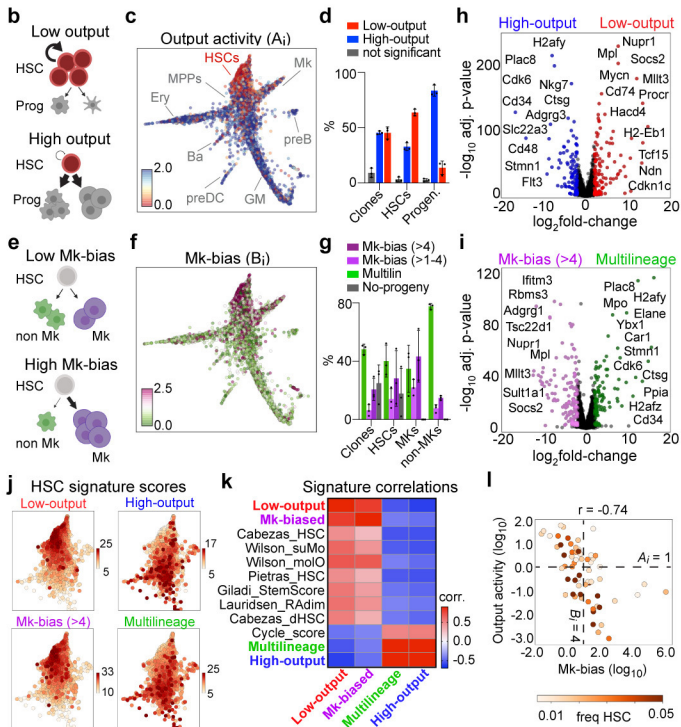 b
Low output
HSC
Prog
High output
HSC
Prog
c
Output activity (Ai)
HSCs
MPPs
Mk
Ery
Ba
preB
preDC
GM
2.0
0.0
d
Low-output
High-output
not significant
100
50
0
%
Clones
HSCs
Progen.
h
High-output
Low-output
H2afy
Plac8
Cdk6
Nkg7
Cd34
Ctsg
Adgrg3
Slc22a3
Cd48
Stmn1
Flt3
Nupr1
Mpl
Socs2
Mycn
Mllt3
Cd74
Procr
Hacd4
H2-Eb1
Tcf15
Ndn
Cdkn1c
200
100
0
-log10 adj. p-value
-20
-10
0
10
20
log2fold-change
e
Low Mk-bias
HSC
non Mk
Mk
High Mk-bias
HSC
non Mk
Mk
f
Mk-bias (Bi)
2.5
0.0
g
Mk-bias (>4)
Mk-bias (>1-4)
Multilin
No-progeny
80
40
0
%
Clones
HSCs
MKs
non-MKs
i
Mk-bias (>4)
Multilineage
Ifitm3
Rbms3
Adgrg1
Tsc22d1
Nupr1
Mpl
Mllt3
Sult1a1
Socs2
Plac8
H2afy
Mpo
Elane
Ybx1
Car1
Stmn1
Cdk6
Ctsg
Ppia
H2afz
Cd34
120
80
40
0
-log10 adj. p-value
-20
-10
0
10
20
log2fold-change
j
HSC signature scores
Low-output
High-output
25
5
17
5
Mk-bias (>4)
Multilineage
33
10
25
5
k
Signature correlations
Low-output
Mk-biased
Cabezas_HSC
Wilson_suMo
Wilson_molO
Pietras_HSC
Giladi_StemScore
Lauridsen_RAdim
Cabezas_dHSC
Cycle_score
Multilineage
High-output
Low-output
Mk-biased
Multilineage
High-output
corr.
0.5
0.0
-0.5
l
r = -0.74
2.0
1.0
0.0
-1.0
-2.0
-3.0
Output activity (log10)
Ai = 1
Bi = 4
-2.0
0
2.0
4.0
6.0
Mk-bias (log10)
0.01
0.05
freq HSC